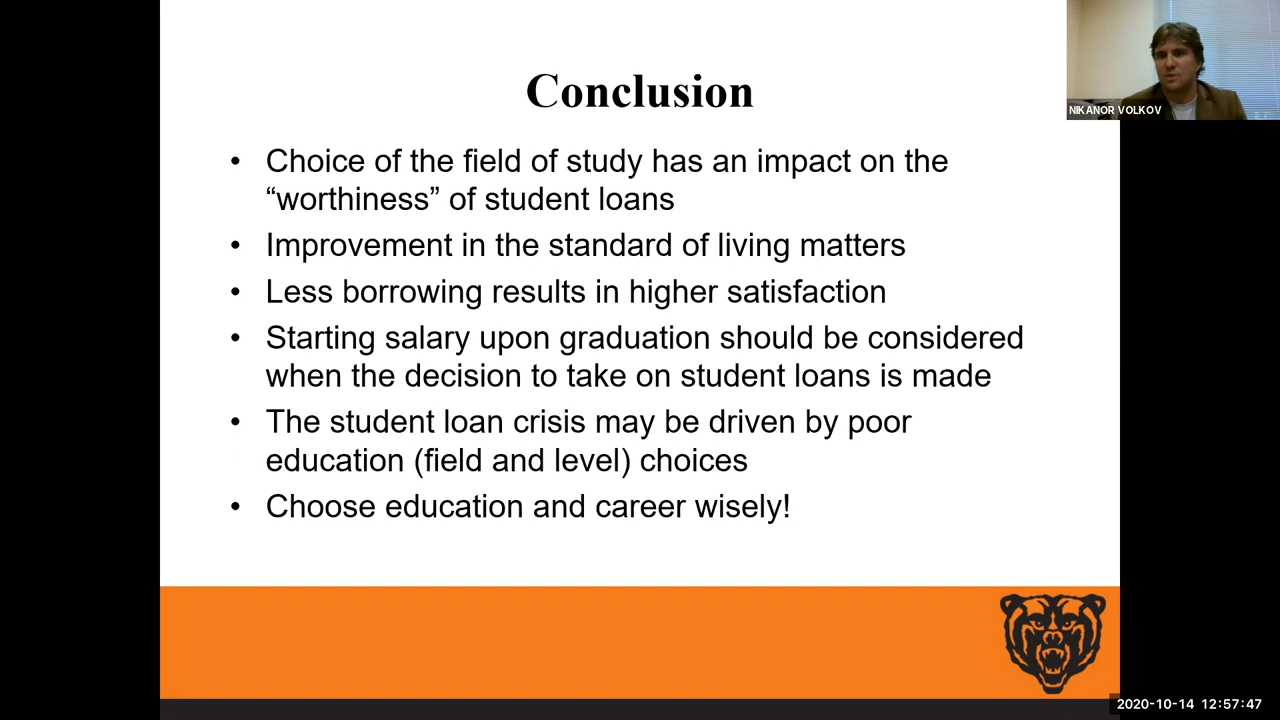 Conclusion
• Choice of the field of study has an impact on the
“worthiness” of student loans
• Improvement in the standard of living matters
• Less borrowing results in higher satisfaction
• Starting salary upon graduation should be considered
when the decision to take on student loans is made
• The student loan crisis may be driven by poor
education (field and level) choices
• Choose education and career wisely!
NIKANOR VOLKOV
2020-10-14 12:57:47